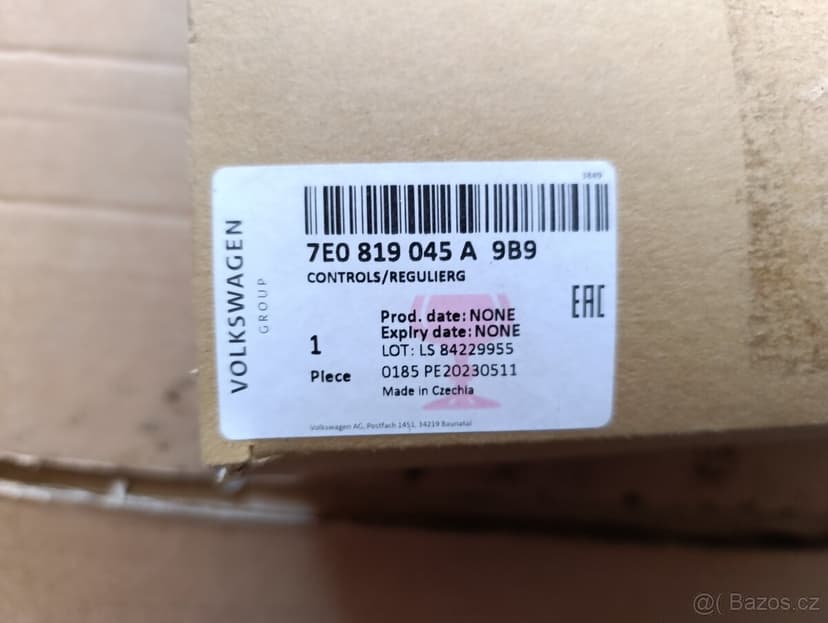 3849
7E0 819 045 A 9B9
CONTROLS/REGULIERG
VOLKSWAGEN
GROUP
EAC
Prod. date: NONE
Expiry date: NONE
1
LOT: LS 84229955
Piece
0185 PE20230511
Made in Czechia
Volkswagen AG, Postfach 1451, 34219 Baunatal
@( Bazos.cz